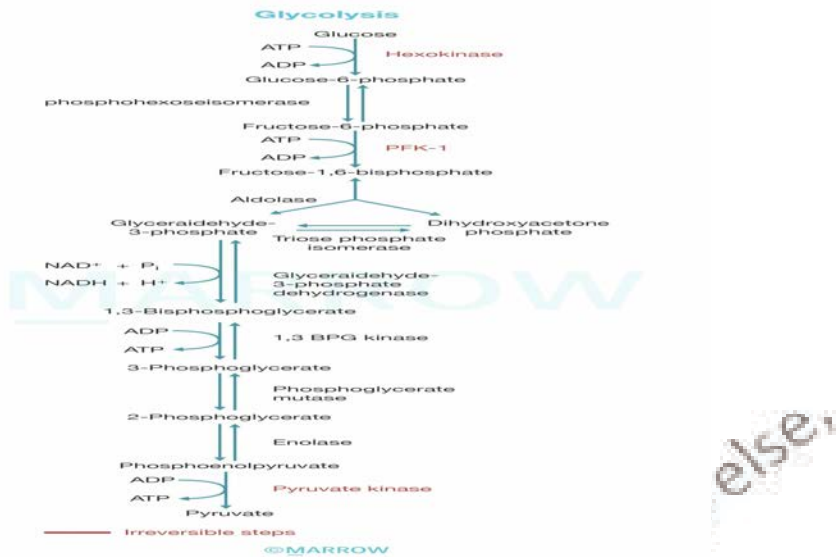 Glycolysis
Glucose
ATP
ADP
Hexokinase
Glucose-6-phosphate
phosphohexoseisomerase
Fructose-6-phosphate
ATP
ADP
PFK-1
Fructose-1,6-bisphosphate
Aldolase
Glyceraidehyde-
3-phosphate
Dihydroxyacetone
phosphate
Triose phosphate
isomerase
NAD+ + Pi
NADH + H+
Glyceraidehyde-
3-phosphate
dehydrogenase
MARROW
1,3-Bisphosphoglycerate
ADP
ATP
1,3 BPG kinase
3-Phosphoglycerate
Phosphoglycerate
mutase
2-Phosphoglycerate
Enolase
Phosphoenolpyruvate
ADP
ATP
Pyruvate kinase
Pyruvate
Irreversible steps
©MARROW
else,